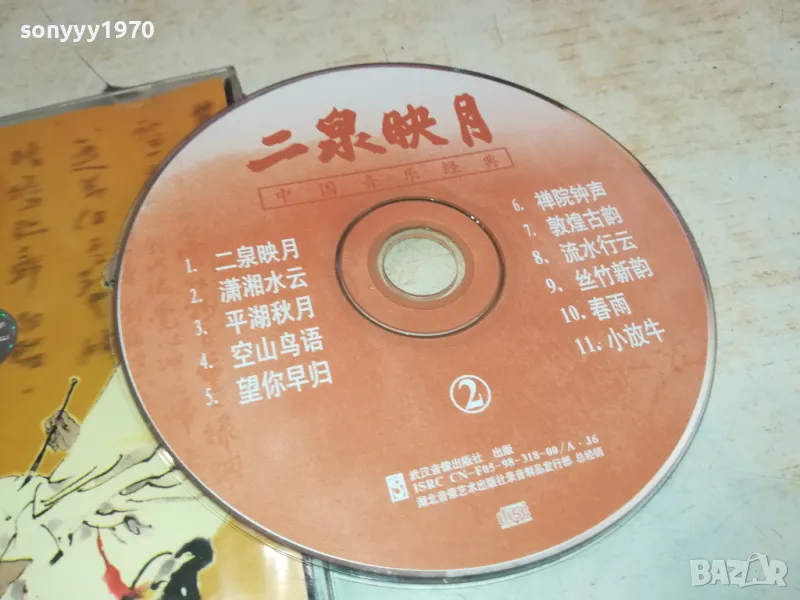 sonyyy1970
二泉映月
中国音乐经典
1. 二泉映月
2. 潇湘水云
3. 平湖秋月
4. 空山鸟语
5. 望你早归
6. 禅院钟声
7. 敦煌古韵
8. 流水行云
9. 丝竹新韵
10. 春雨
11. 小放牛
2
武汉音像出版社 出版
ISRC CN-F05-98-318-00/A·J6
湖北音像艺术出版社录音制品发行部 总经销
BAZAR